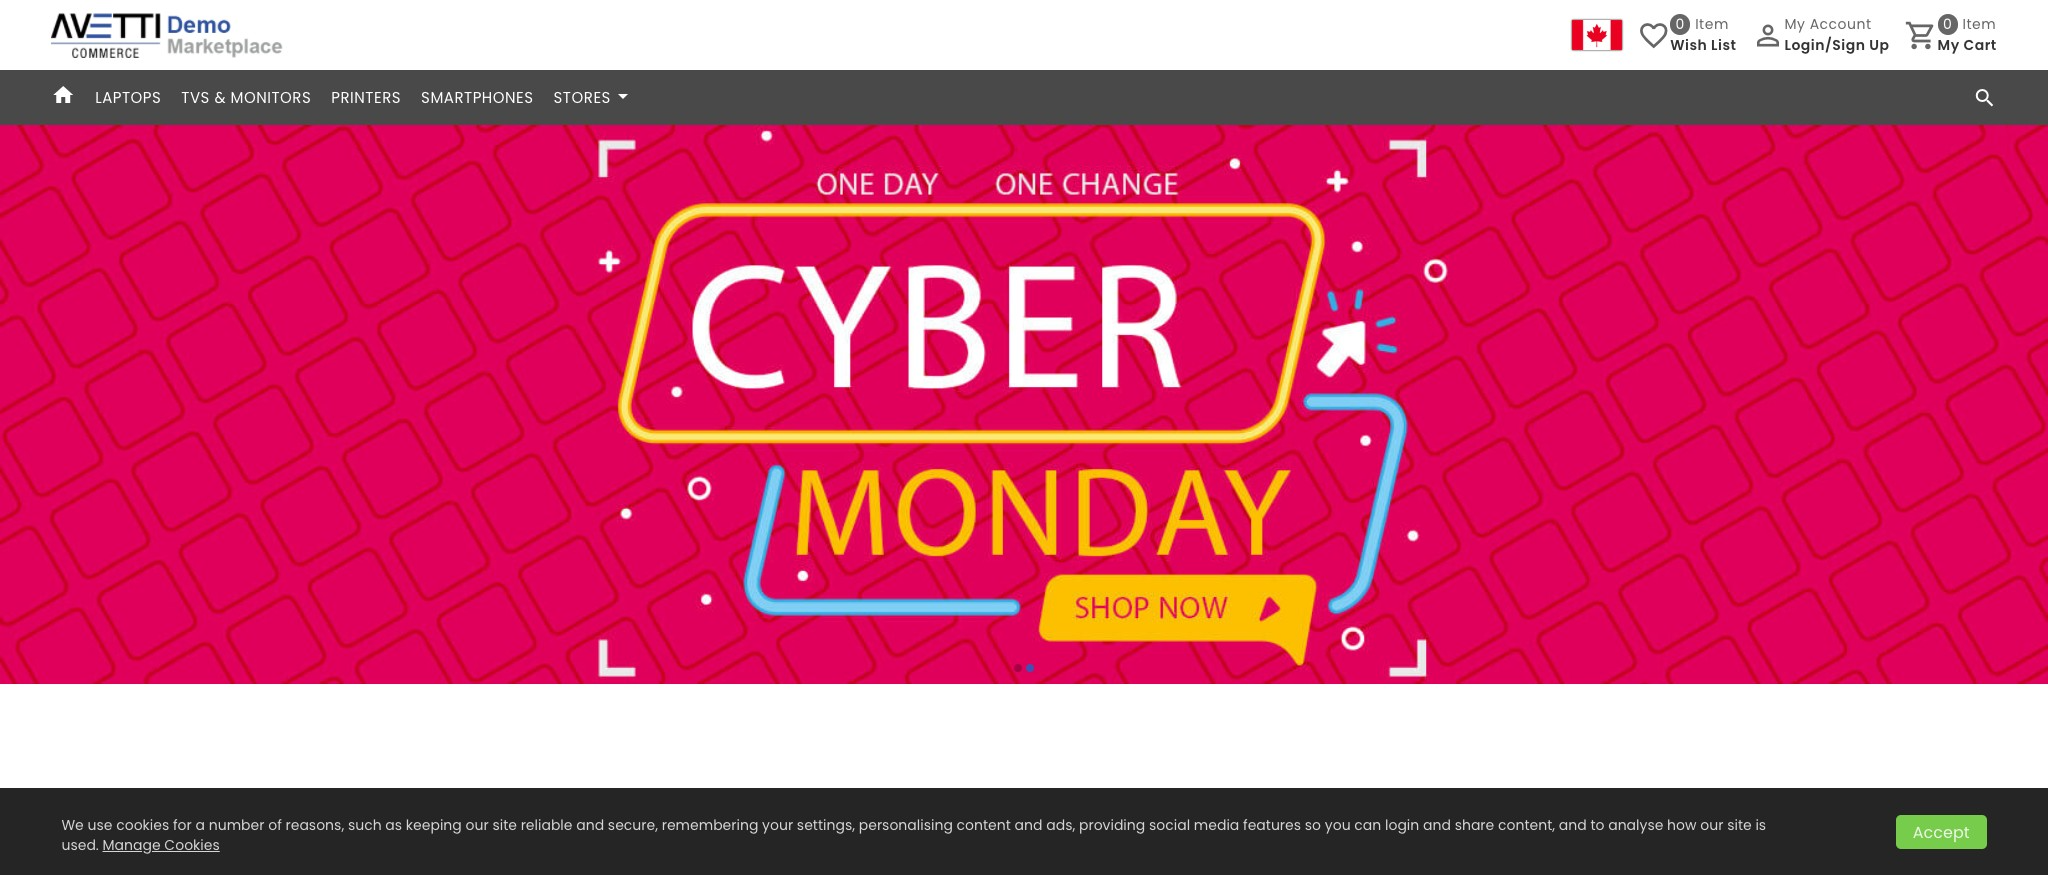 AVETTI Demo
COMMERCE Marketplace
0 Item
Wish List
My Account
Login/Sign Up
0 Item
My Cart
LAPTOPS TVS & MONITORS PRINTERS SMARTPHONES STORES
ONE DAY ONE CHANGE
CYBER
MONDAY
SHOP NOW
We use cookies for a number of reasons, such as keeping our site reliable and secure, remembering your settings, personalising content and ads, providing social media features so you can login and share content, and to analyse how our site is
used. Manage Cookies
Accept